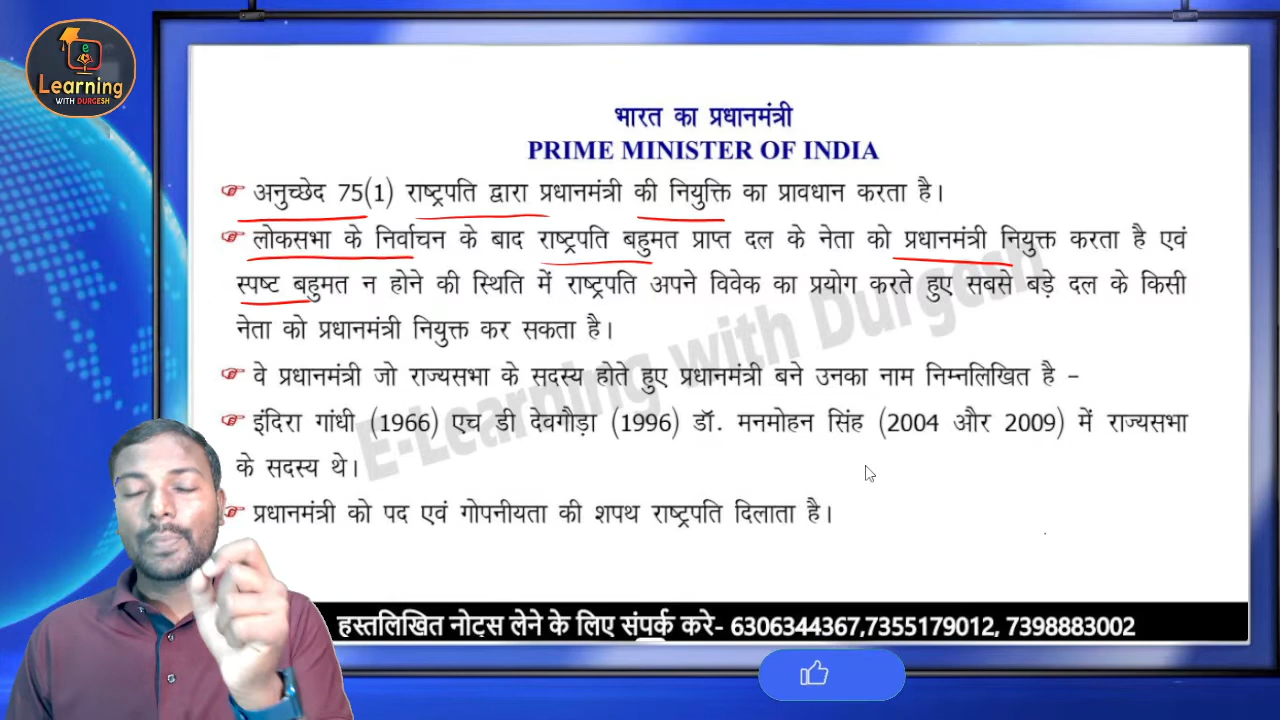 e
Learning
WITH DURGESH
भारत का प्रधानमंत्री
PRIME MINISTER OF INDIA
अनुच्छेद 75(1) राष्ट्रपति द्वारा प्रधानमंत्री की नियुक्ति का प्रावधान करता है।
लोकसभा के निर्वाचन के बाद राष्ट्रपति बहुमत प्राप्त दल के नेता को प्रधानमंत्री नियुक्त करता है एवं
स्पष्ट बहुमत न होने की स्थिति में राष्ट्रपति अपने विवेक का प्रयोग करते हुए सबसे बड़े दल के किसी
नेता को प्रधानमंत्री नियुक्त कर सकता है।
वे प्रधानमंत्री जो राज्यसभा के सदस्य होते हुए प्रधानमंत्री बने उनका नाम निम्नलिखित है –
इंदिरा गांधी (1966) एच डी देवगौड़ा (1996) डॉ. मनमोहन सिंह (2004 और 2009) में राज्यसभा
के सदस्य थे।
प्रधानमंत्री को पद एवं गोपनीयता की शपथ राष्ट्रपति दिलाता है।
E-Learning with Durgesh
हस्तलिखित नोट्स लेने के लिए संपर्क करे- 6306344367,7355179012, 7398883002